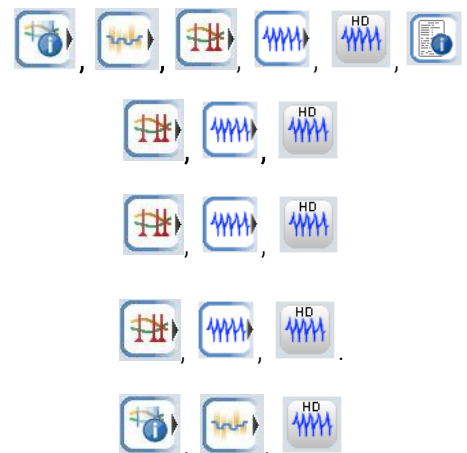 i , , , , HD , i
, , HD
, , HD
, , HD .
i , , HD